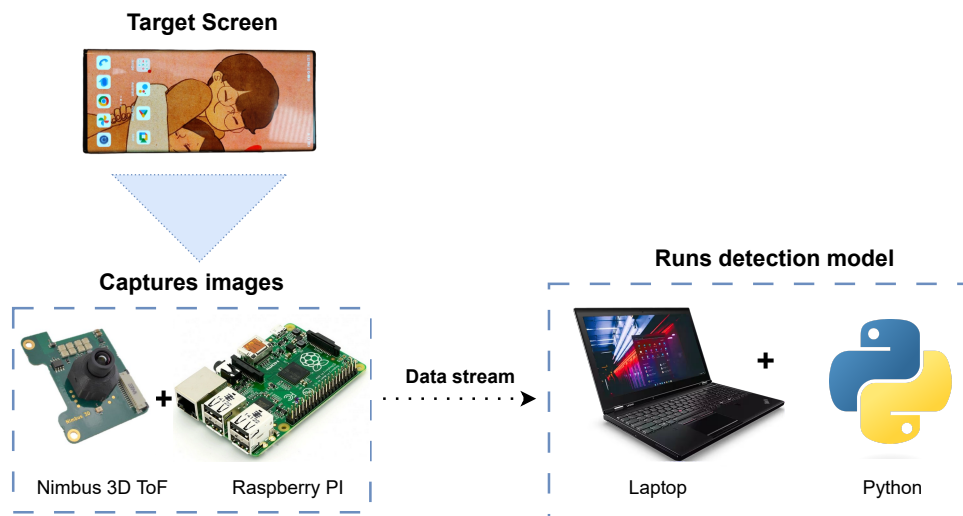 Target Screen
Captures images
Runs detection model
Data stream
+
+
Nimbus 3D ToF
Raspberry PI
Laptop
Python